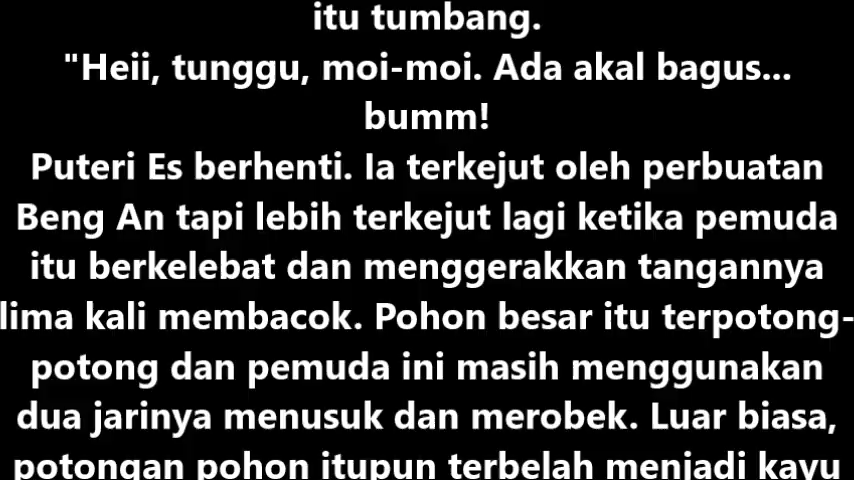 itu tumbang.
"Heii, tunggu, moi-moi. Ada akal bagus...
bumm!
Puteri Es berhenti. Ia terkejut oleh perbuatan
Beng An tapi lebih terkejut lagi ketika pemuda
itu berkelebat dan menggerakkan tangannya
lima kali membacok. Pohon besar itu terpotong-
potong dan pemuda ini masih menggunakan
dua jarinya menusuk dan merobek. Luar biasa,
potongan pohon itupun terbelah menjadi kayu